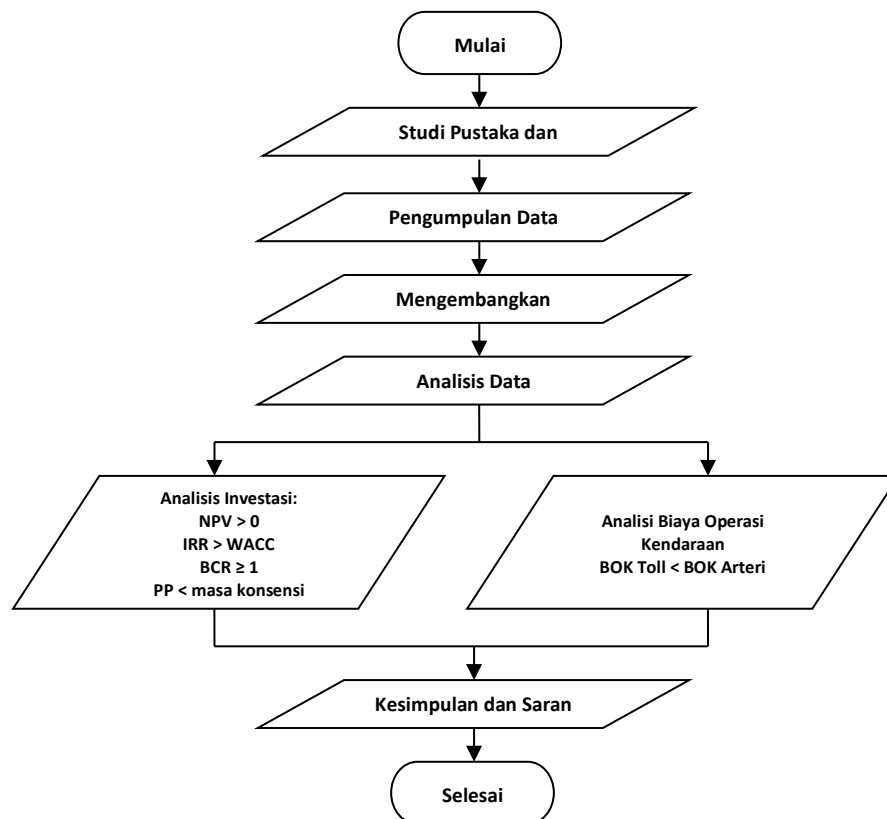 Mulai
Studi Pustaka dan
Pengumpulan Data
Mengembangkan
Analisis Data
Analisis Investasi:
NPV > 0
IRR > WACC
BCR ≥ 1
PP < masa konsensi
Analisi Biaya Operasi
Kendaraan
BOK Toll < BOK Arteri
Kesimpulan dan Saran
Selesai